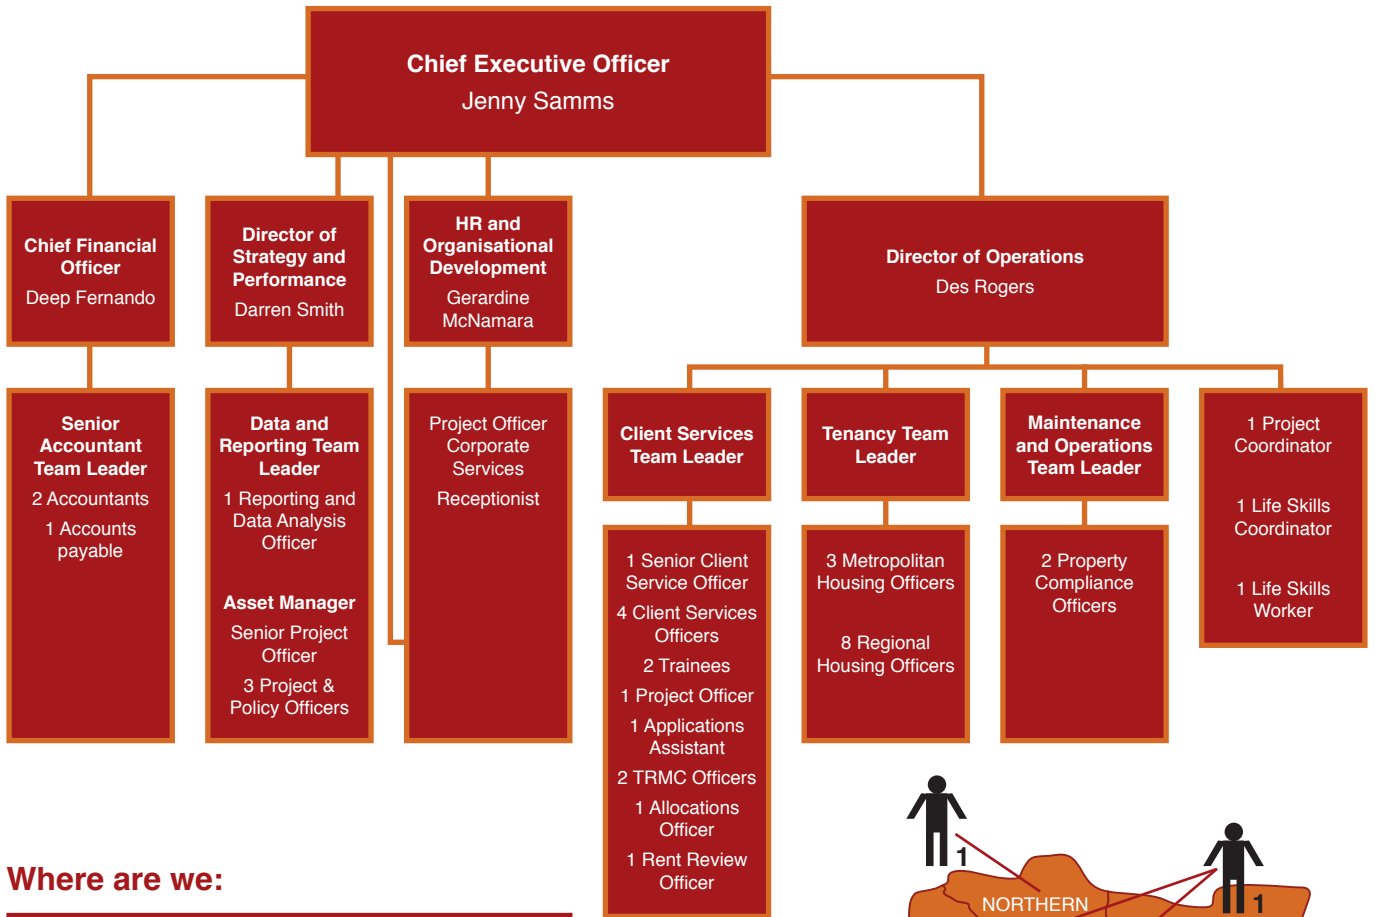 Chief Executive Officer
Jenny Samms
Chief Financial
Officer
Deep Fernando
Director of
Strategy and
Performance
Darren Smith
HR and
Organisational
Development
Gerardine
McNamara
Director of Operations
Des Rogers
Senior
Accountant
Team Leader
2 Accountants
1 Accounts
payable
Data and
Reporting Team
Leader
1 Reporting and
Data Analysis
Officer
Asset Manager
Senior Project
Officer
3 Project &
Policy Officers
Project Officer
Corporate
Services
Receptionist
Client Services
Team Leader
1 Senior Client
Service Officer
4 Client Services
Officers
2 Trainees
1 Project Officer
1 Applications
Assistant
2 TRMC Officers
1 Allocations
Officer
1 Rent Review
Officer
Tenancy Team
Leader
3 Metropolitan
Housing Officers
8 Regional
Housing Officers
Maintenance
and Operations
Team Leader
2 Property
Compliance
Officers
1 Project
Coordinator
1 Life Skills
Coordinator
1 Life Skills
Worker
Where are we:
1
NORTHERN
1